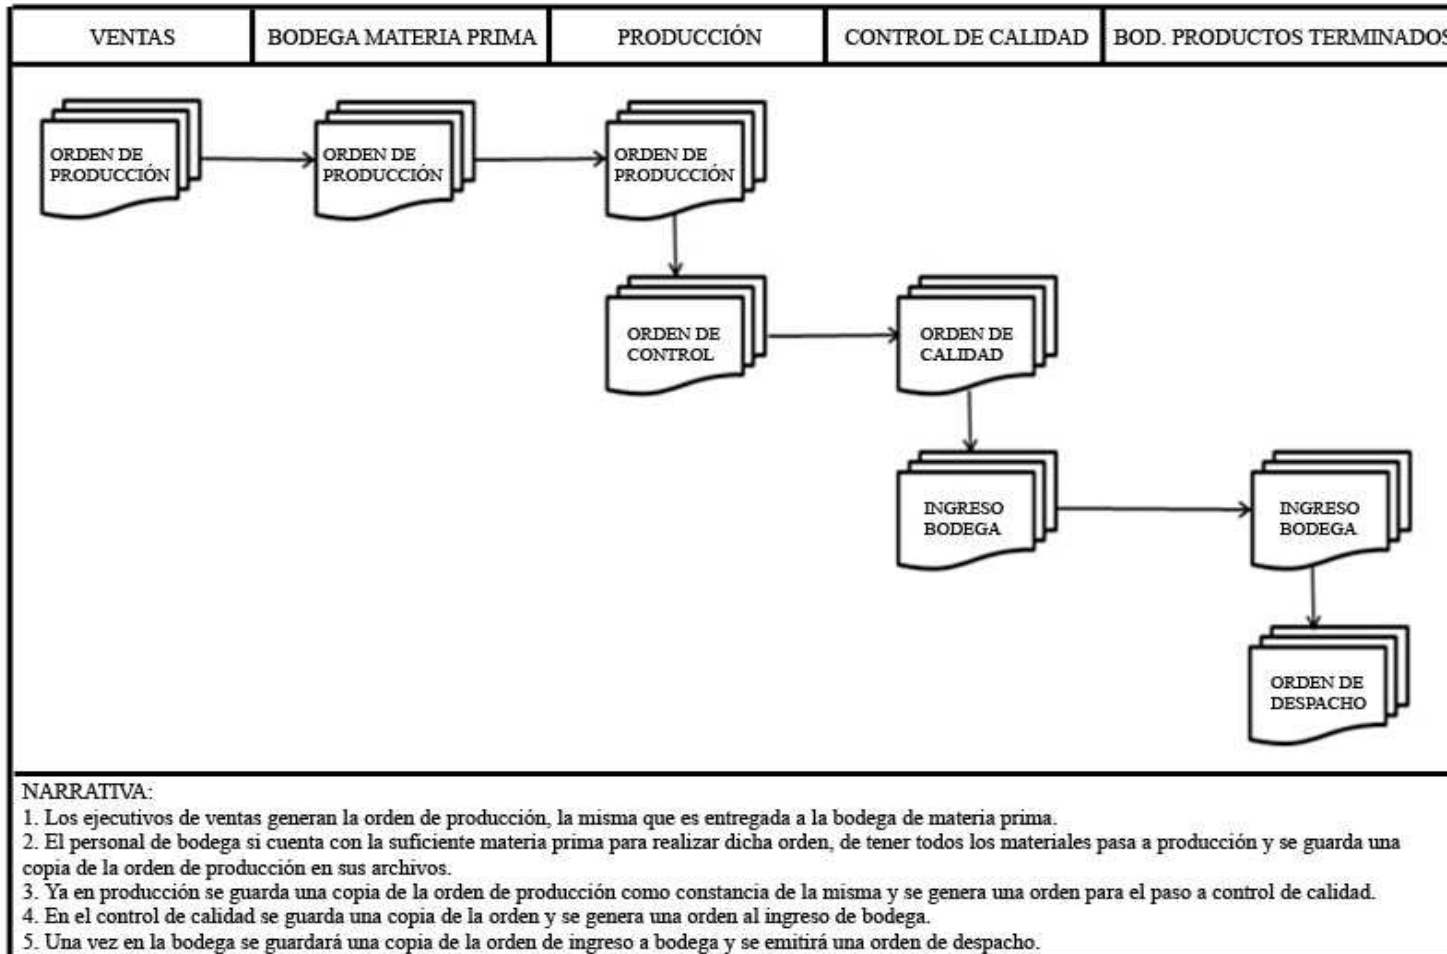 VENTAS
BODEGA MATERIA PRIMA
PRODUCCIÓN
CONTROL DE CALIDAD
BOD. PRODUCTOS TERMINADOS
ORDEN DE
PRODUCCIÓN
ORDEN DE
PRODUCCIÓN
ORDEN DE
PRODUCCIÓN
ORDEN DE
CONTROL
ORDEN DE
CALIDAD
INGRESO
BODEGA
INGRESO
BODEGA
ORDEN DE
DESPACHO
NARRATIVA:
1. Los ejecutivos de ventas generan la orden de producción, la misma que es entregada a la bodega de materia prima.
2. El personal de bodega si cuenta con la suficiente materia prima para realizar dicha orden, de tener todos los materiales pasa a producción y se guarda una
copia de la orden de producción en sus archivos.
3. Ya en producción se guarda una copia de la orden de producción como constancia de la misma y se genera una orden para el paso a control de calidad.
4. En el control de calidad se guarda una copia de la orden y se genera una orden al ingreso de bodega.
5. Una vez en la bodega se guardará una copia de la orden de ingreso a bodega y se emitirá una orden de despacho.